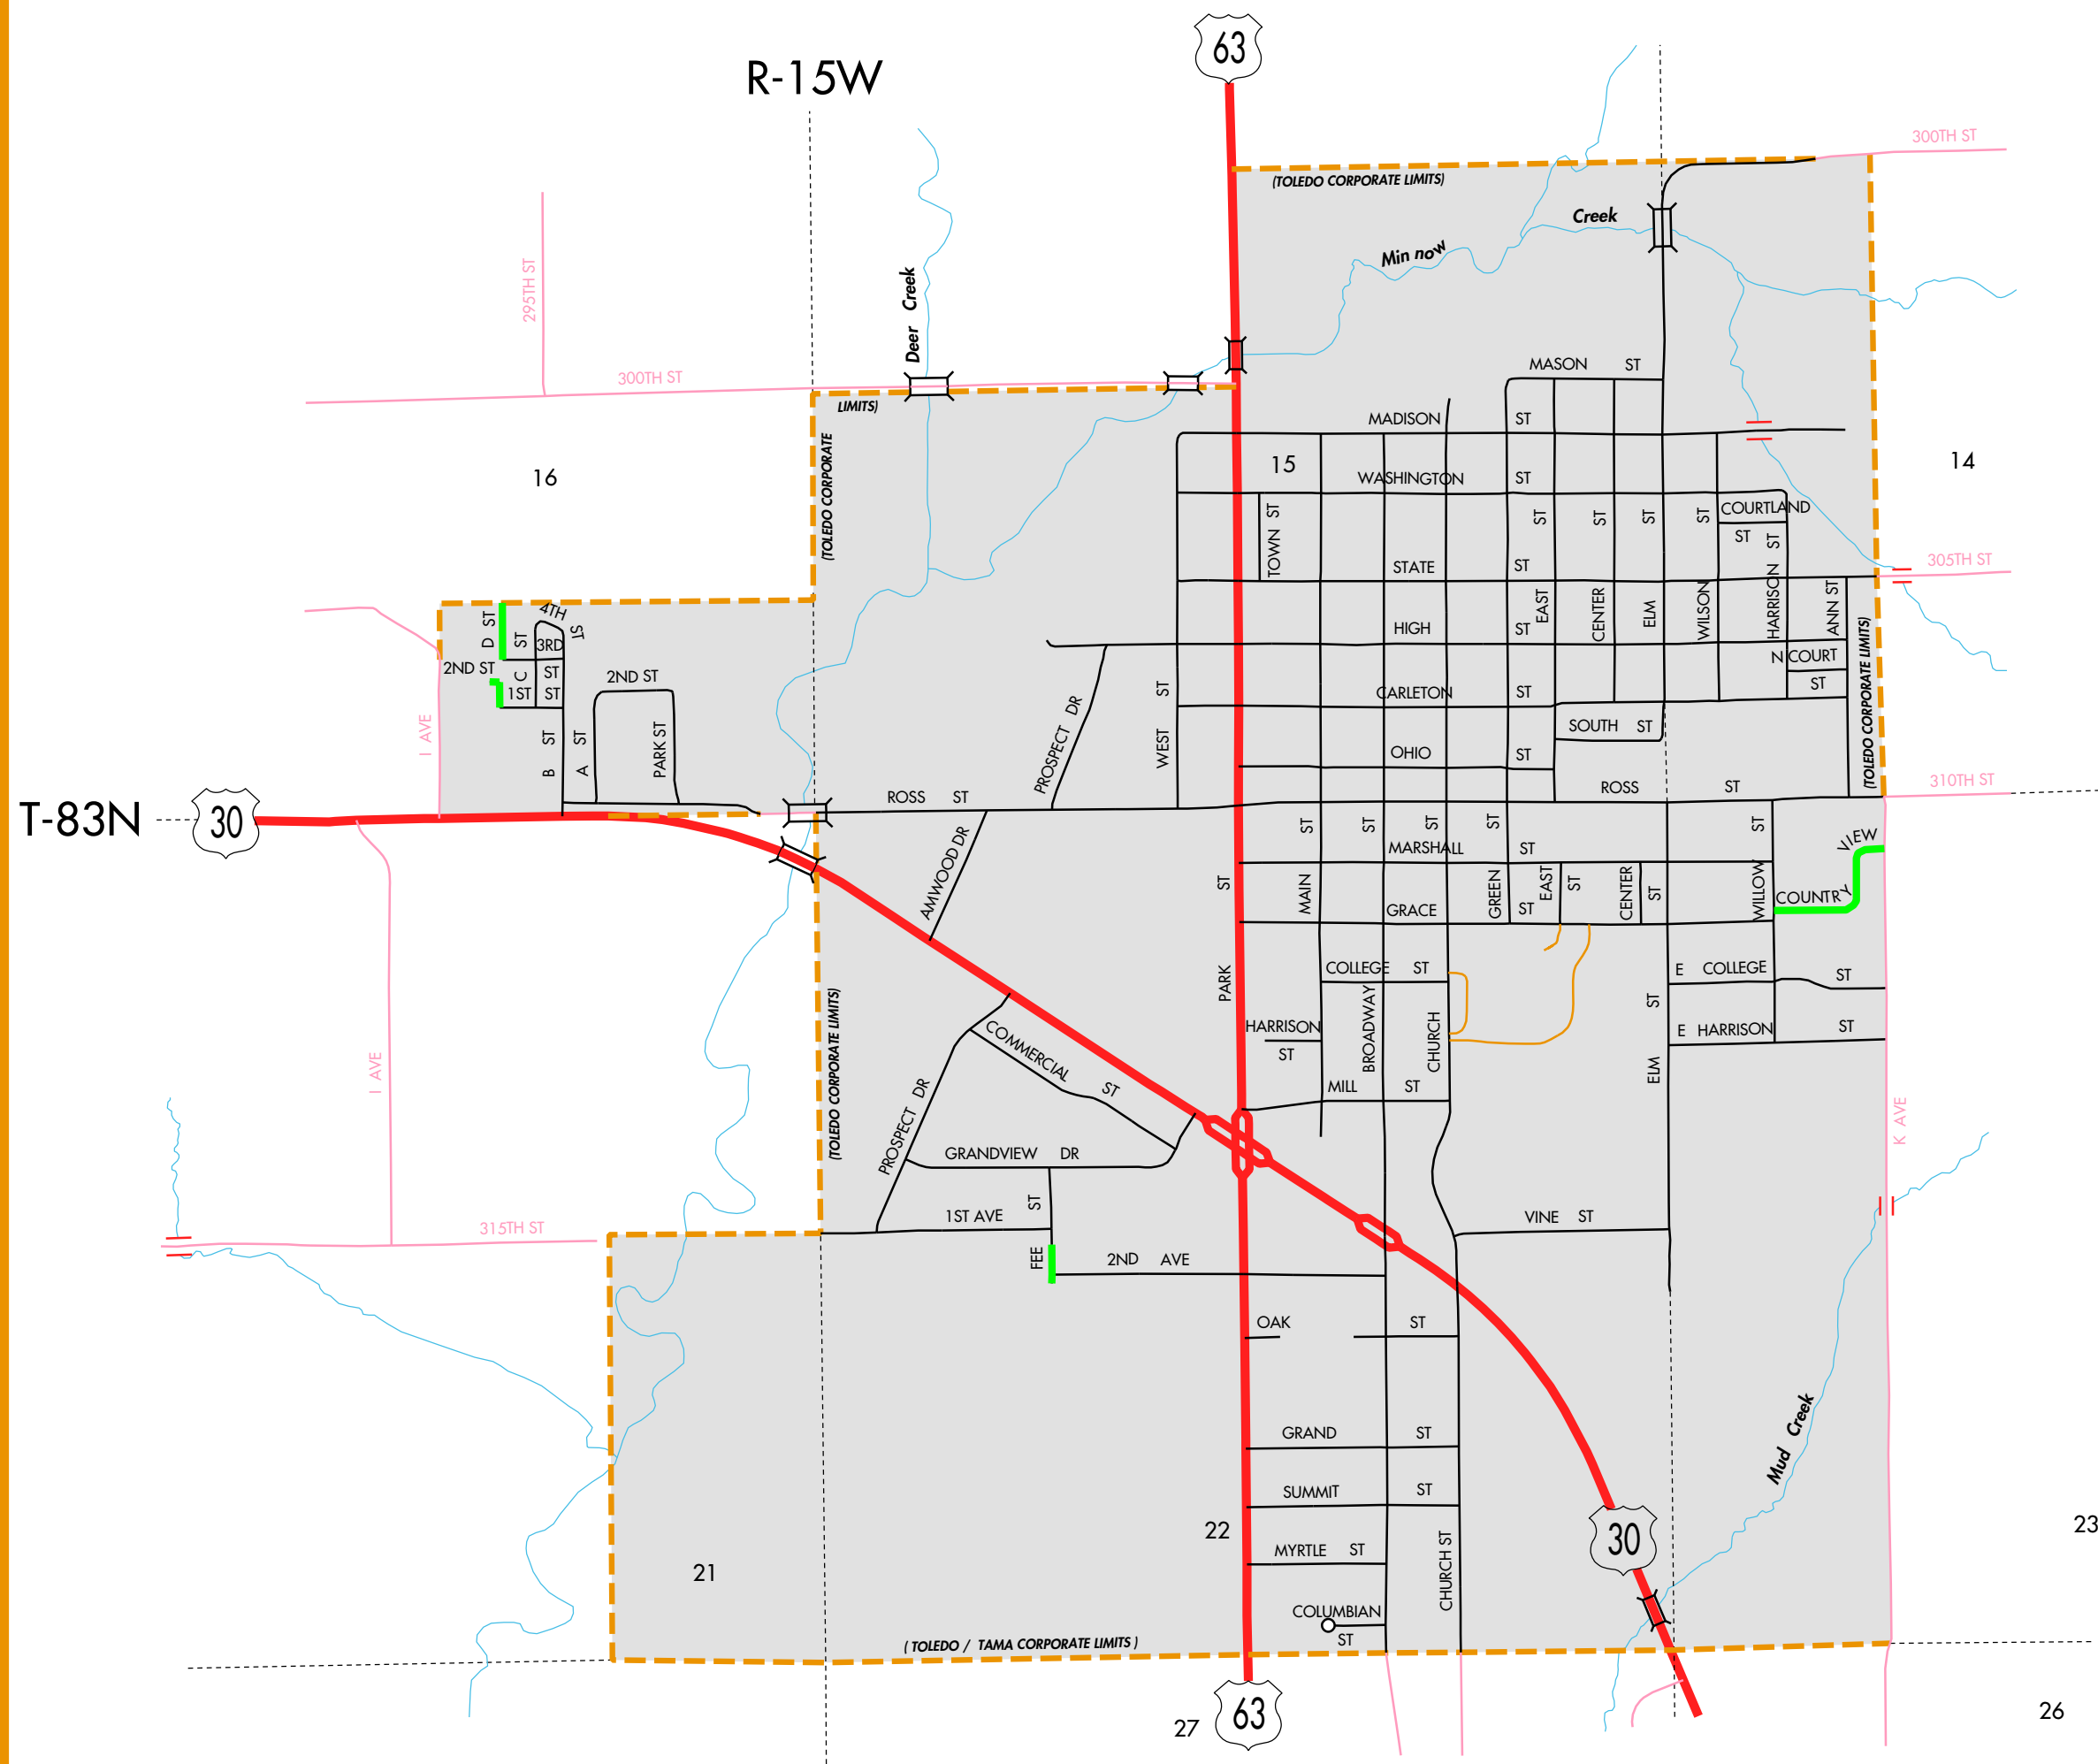 63
R-15W
300TH ST
(TOLEDO CORPORATE LIMITS)
Creek
Min now
295TH ST
Deer Creek
300TH ST
LIMITS)
(TOLEDO CORPORATE
MASON ST
MADISON ST
16
15
14
WASHINGTON ST
COURTLAND
ST
TOWN ST
ST
ST
ST
ST
ST
STATE ST
305TH ST
EAST
CENTER
ELM
WILSON
HARRISON
ANN ST
(TOLEDO CORPORATE LIMITS)
D ST
4TH
ST
ST
3RD
HIGH ST
N COURT
ST
2ND ST
C
ST
1ST ST
2ND ST
CARLETON ST
SOUTH ST
I AVE
B ST
A ST
PARK ST
PROSPECT DR
WEST ST
OHIO ST
310TH ST
T-83N
30
ROSS ST
ROSS ST
ST
ST
ST
ST
ST
MARSHALL ST
VIEW
AMWOOD DR
ST
MAIN
GREEN
EAST
ST
CENTER
ST
WILLOW
COUNTRY
GRACE ST
PARK
COLLEGE ST
E COLLEGE ST
(TOLEDO CORPORATE LIMITS)
HARRISON
ST
BROADWAY
CHURCH
ST
E HARRISON ST
COMMERCIAL ST
I AVE
ELM
MILL ST
PROSPECT DR
K AVE
GRANDVIEW DR
ST
1ST AVE
VINE ST
315TH ST
FEE
2ND AVE
OAK ST
GRAND ST
Mud Creek
SUMMIT ST
22
23
30
MYRTLE ST
21
CHURCH ST
COLUMBIAN
ST
( TOLEDO / TAMA CORPORATE LIMITS )
27
63
26